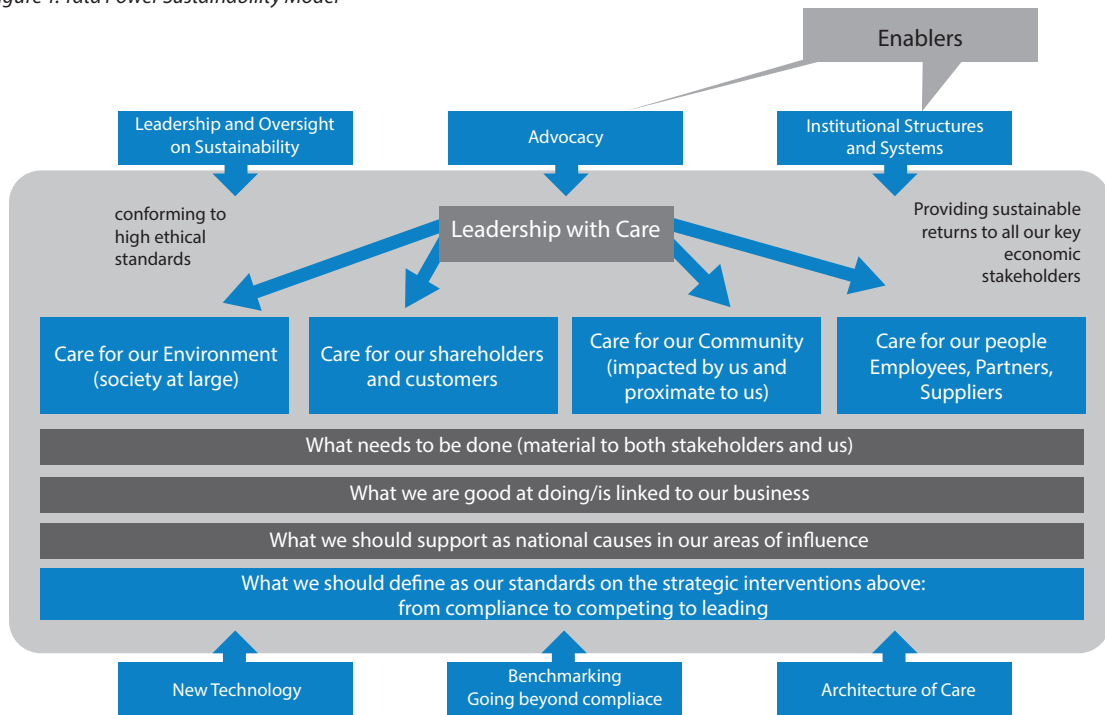 Figure 1: Tata Power Sustainability Model
Enablers
Leadership and Oversight
on Sustainability
Advocacy
Institutional Structures
and Systems
conforming to
high ethical
standards
Leadership with Care
Providing sustainable
returns to all our key
economic
stakeholders
Care for our Environment
(society at large)
Care for our shareholders
and customers
Care for our Community
(impacted by us and
proximate to us)
Care for our people
Employees, Partners,
Suppliers
What needs to be done (material to both stakeholders and us)
What we are good at doing/is linked to our business
What we should support as national causes in our areas of influence
What we should define as our standards on the strategic interventions above:
from compliance to competing to leading
New Technology
Benchmarking
Going beyond compliace
Architecture of Care